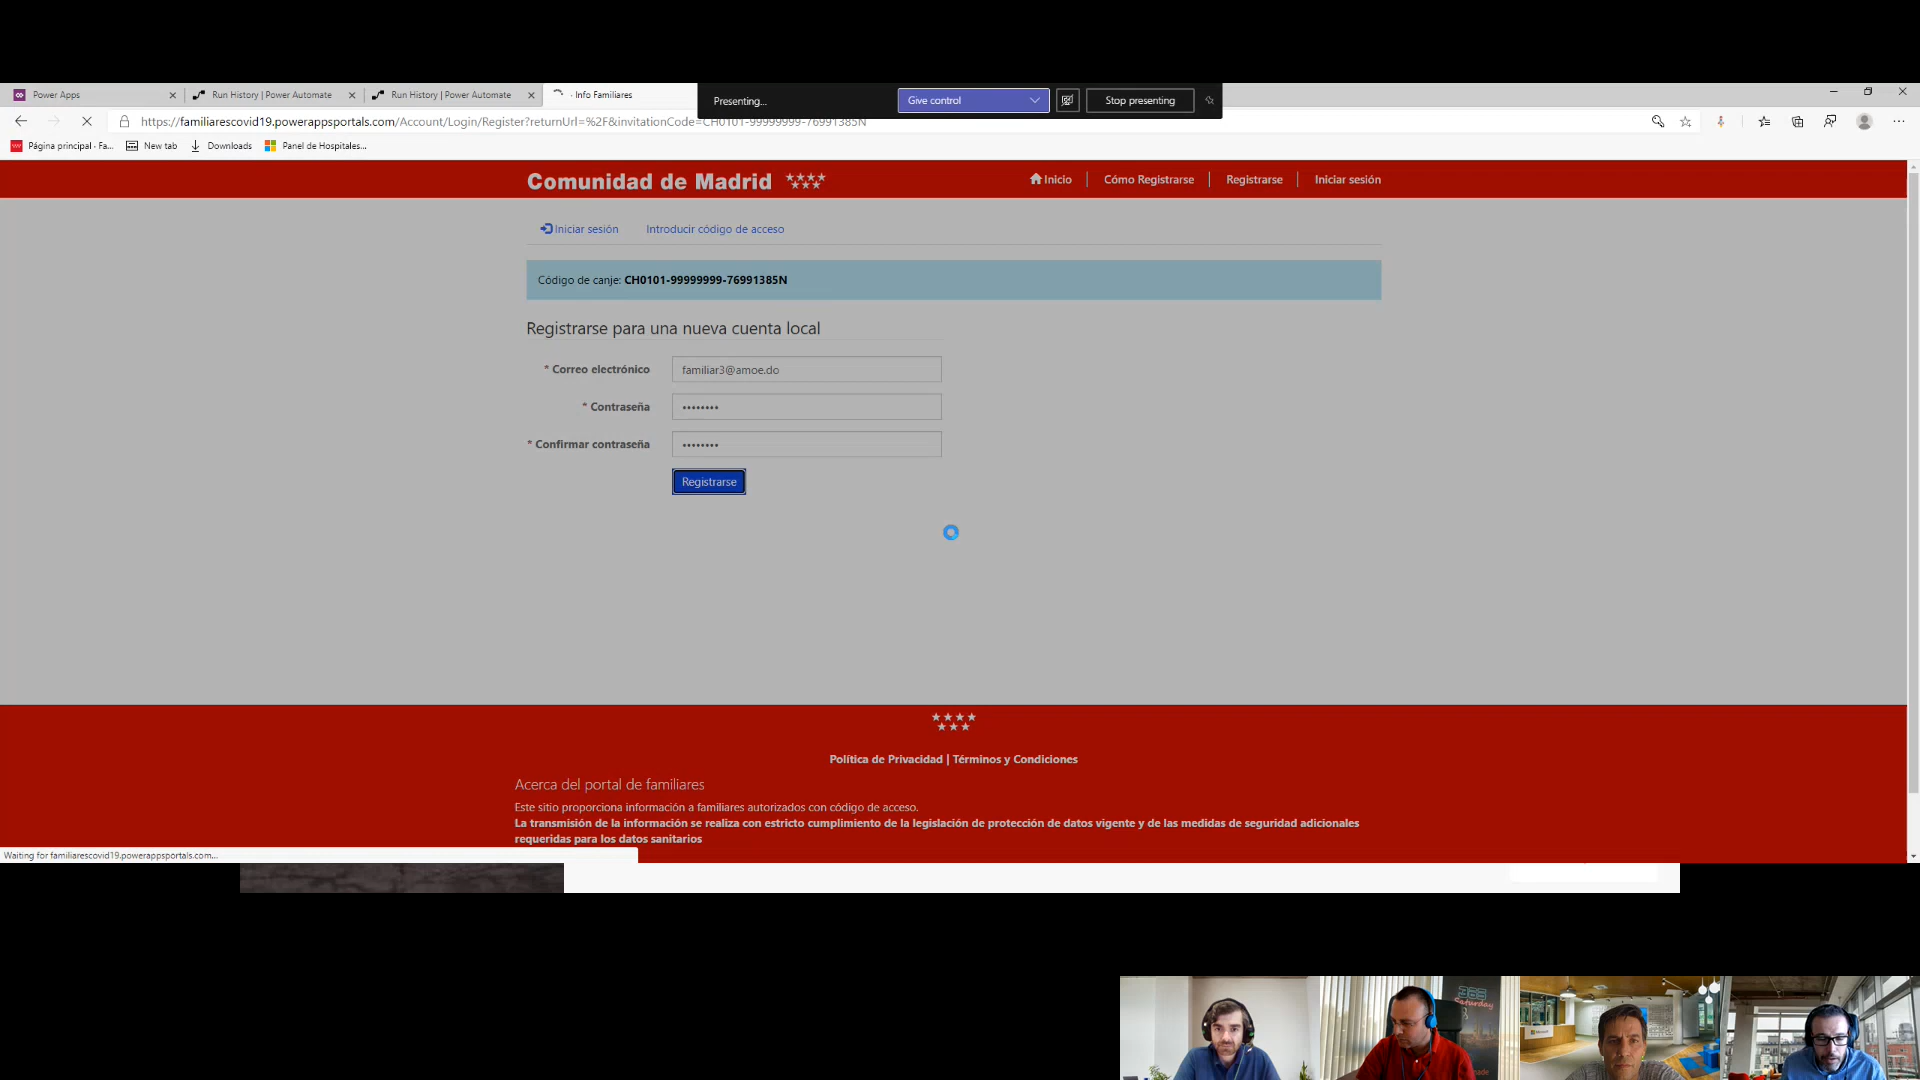 Power Apps
Run History | Power Automate
Run History | Power Automate
Info Familiares
Presenting...
Give control
Stop presenting
https://familiarescovid19.powerappsportals.com/Account/Login/Register?returnUrl=%2F&invitationCode=CH0101-99999999-76991385N
Página principal - Fa...
New tab
Downloads
Panel de Hospitales...
Comunidad de Madrid
Inicio
Cómo Registrarse
Registrarse
Iniciar sesión
Iniciar sesión
Introducir código de acceso
Código de canje: CH0101-99999999-76991385N
Registrarse para una nueva cuenta local
* Correo electrónico
familiar3@amoe.do
* Contraseña
* Confirmar contraseña
Registrarse
Política de Privacidad | Términos y Condiciones
Acerca del portal de familiares
Este sitio proporciona información a familiares autorizados con código de acceso.
La transmisión de la información se realiza con estricto cumplimiento de la legislación de protección de datos vigente y de las medidas de seguridad adicionales
requeridas para los datos sanitarios
Waiting for familiarescovid19.powerappsportals.com...
365
Saturday